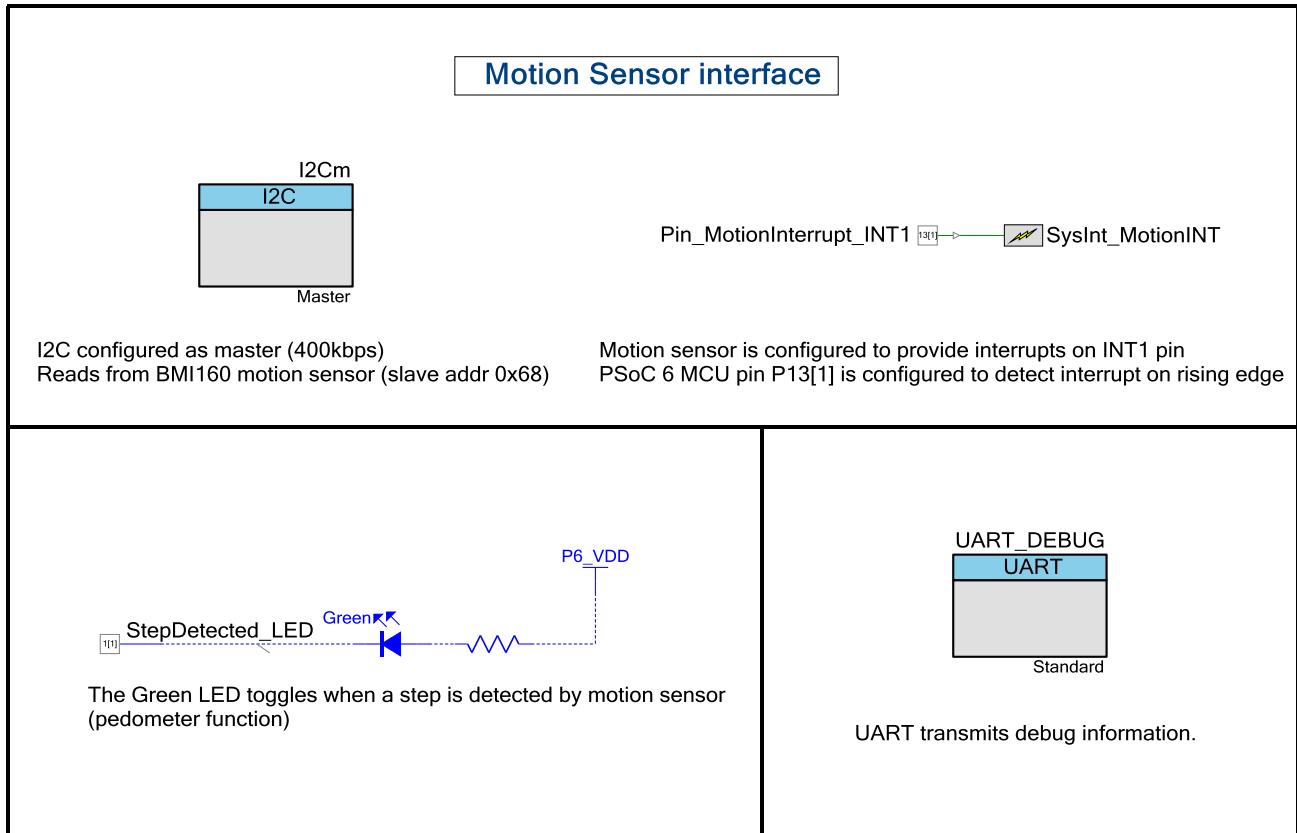 Motion Sensor interface
I2Cm
I2C
Master
Pin_MotionInterrupt_INT1 13[1] SysInt_MotionINT
I2C configured as master (400kbps)
Reads from BMI160 motion sensor (slave addr 0x68)
Motion sensor is configured to provide interrupts on INT1 pin
PSoC 6 MCU pin P13[1] is configured to detect interrupt on rising edge
P6_VDD
Green
StepDetected_LED
1[1]
The Green LED toggles when a step is detected by motion sensor
(pedometer function)
UART_DEBUG
UART
Standard
UART transmits debug information.